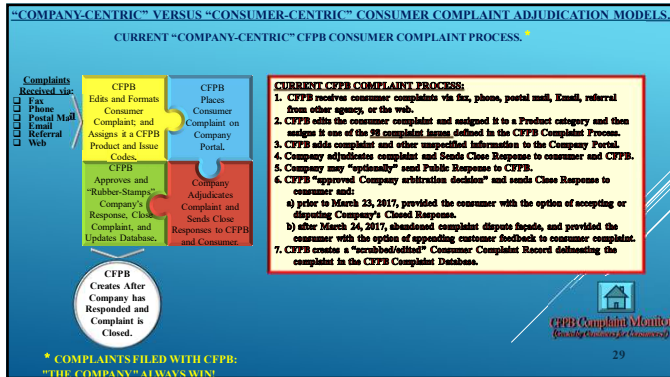 "COMPANY-CENTRIC" VERSUS "CONSUMER-CENTRIC" CONSUMER COMPLAINT ADJUDICATION MODELS.
CURRENT "COMPANY-CENTRIC" CFPB CONSUMER COMPLAINT PROCESS. *
Complaints
Received via:
❑ Fax
❑ Phone
❑ Postal Mail
❑ Email
❑ Referral
❑ Web
CFPB
Edits and Formats
Consumer
Complaint; and
Assigns it a CFPB
Product and Issue
Codes.
CFPB
Places
Consumer
Complaint on
Company
Portal.
CFPB
Approves and
"Rubber-Stamps"
Company's
Response, Close
Complaint, and
Updates Database.
Company
Adjudicates
Complaint and
Sends Close
Responses to CFPB
and Consumer.
CFPB
Creates After
Company has
Responded and
Complaint is
Closed.
* COMPLAINTS FILED WITH CFPB:
"THE COMPANY" ALWAYS WIN!
CURRENT CFPB COMPLAINT PROCESS:
1. CFPB receives consumer complaints via fax, phone, postal mail, Email, referral
from other agency, or the web.
2. CFPB edits the consumer complaint and assigned it to a Product category and then
assigns it one of the 98 complaint issues defined in the CFPB Complaint Process.
3. CFPB adds complaint and other unspecified information to the Company Portal.
4. Company adjudicates complaint and Sends Close Response to consumer and CFPB.
5. Company may "optionally" send Public Response to CFPB.
6. CFPB "approved Company arbitration decision" and sends Close Response to
consumer and:
a) prior to March 23, 2017, provided the consumer with the option of accepting or
disputing Company's Closed Response.
b) after March 24, 2017, abandoned complaint dispute façade, and provided the
consumer with the option of appending customer feedback to consumer complaint.
7. CFPB creates a "scrubbed/edited" Consumer Complaint Record delineating the
complaint in the CFPB Complaint Database.
CFPB Complaint Monitor
29